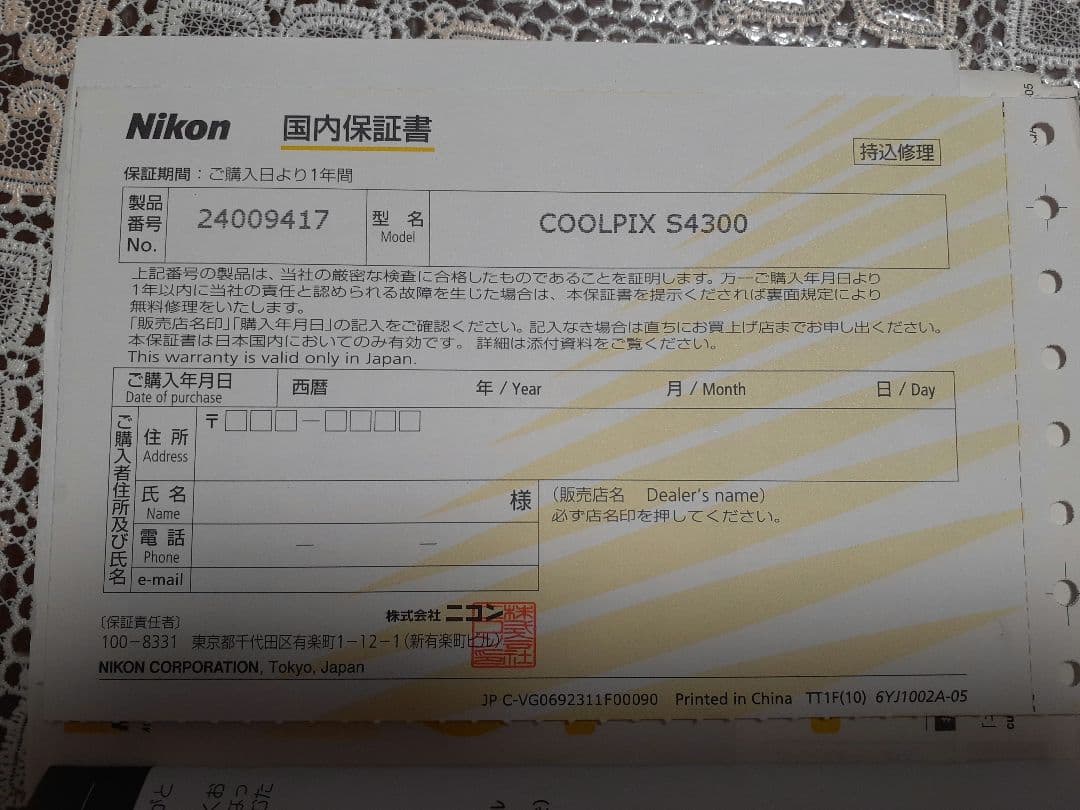 Nikon 国内保証書
持込修理
保証期間：ご購入日より1年間
製品番号 No. 24009417 型 名 Model COOLPIX S4300
上記番号の製品は、当社の厳密な検査に合格したものであることを証明します。万一ご購入年月日より
1年以内に当社の責任と認められる故障を生じた場合は、本保証書を提示くだされば裏面規定により
無料修理をいたします。
「販売店名印」「購入年月日」の記入をご確認ください。記入なき場合は直ちにお買上げ店までお申し出ください。
本保証書は日本国内においてのみ有効です。 詳細は添付資料をご覧ください。
This warranty is valid only in Japan.
ご購入年月日 西暦 年 / Year 月 / Month 日 / Day
Date of purchase
ご購入者住所及び氏名
住 所 〒□□□－□□□□
Address
氏 名 様
Name
（販売店名 Dealer's name）
必ず店名印を押してください。
電 話 － －
Phone
e-mail
〔保証責任者〕
株式会社 ニコン
100－8331 東京都千代田区有楽町1－12－1（新有楽町ビル）
NIKON CORPORATION, Tokyo, Japan
JP C-VG0692311F00090 Printed in China TT1F(10) 6YJ1002A-05